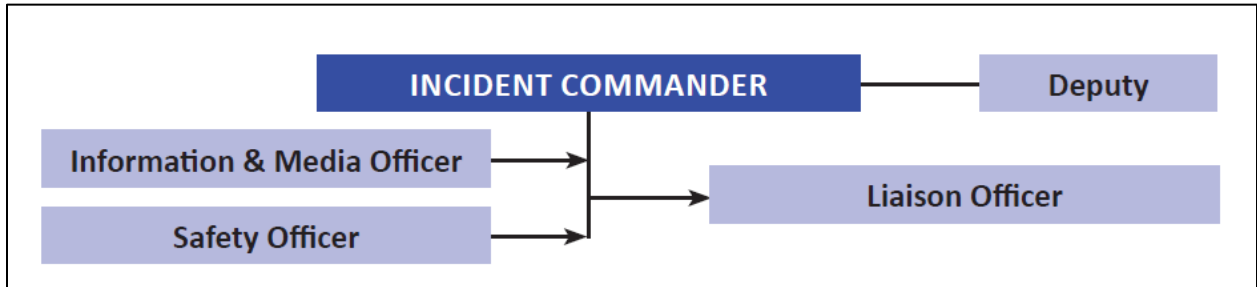 INCIDENT COMMANDER
Deputy
Information & Media Officer
Liaison Officer
Safety Officer